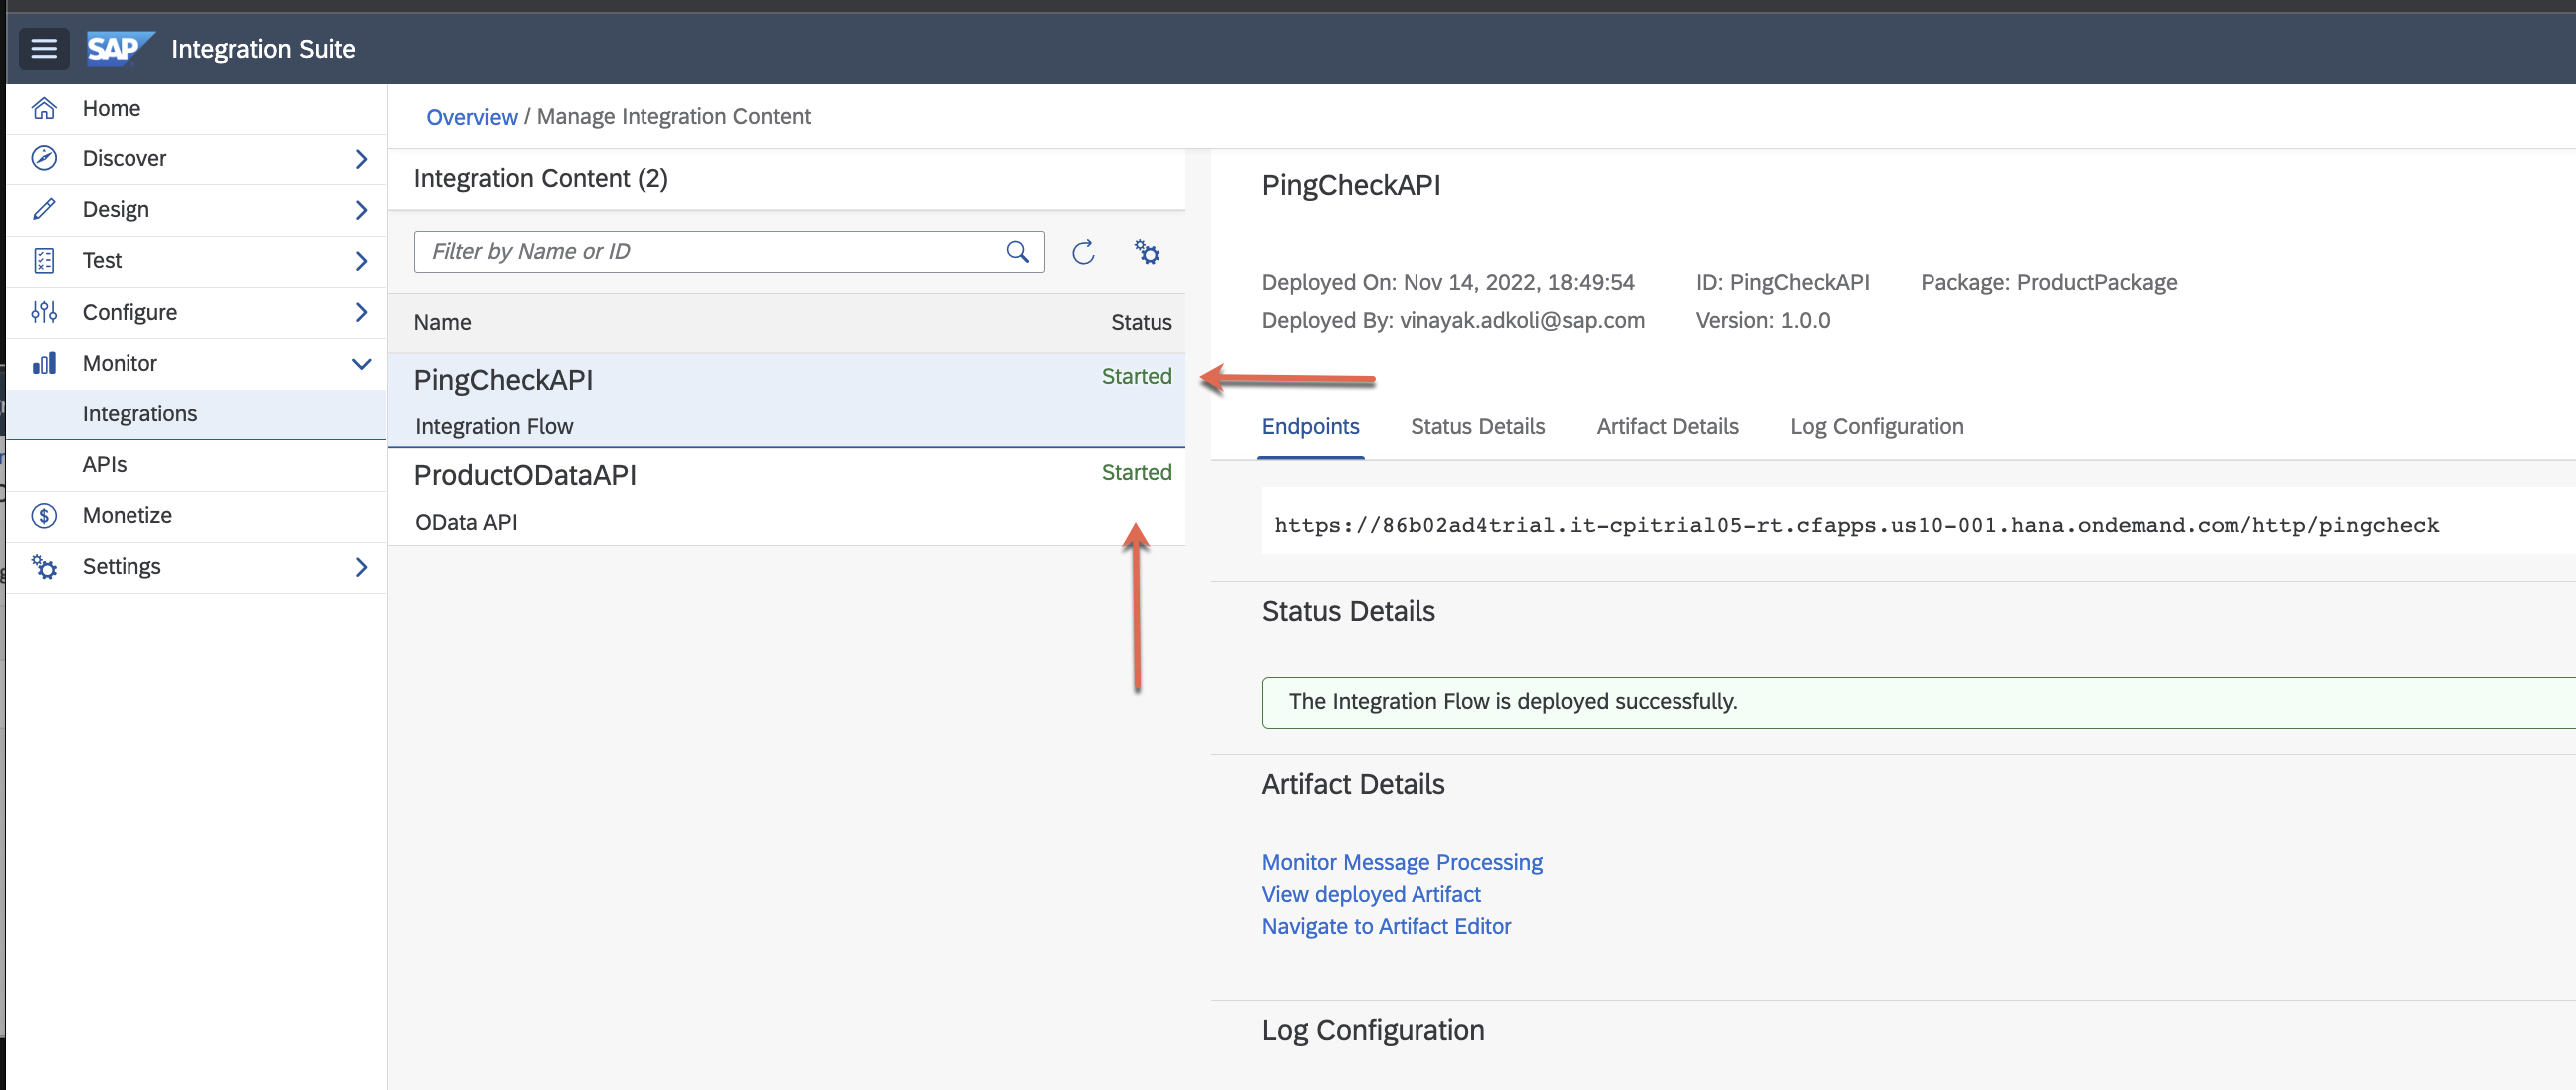 SAP Integration Suite
Home
Discover
Design
Test
Configure
Monitor
Integrations
APIs
Monetize
Settings
Overview / Manage Integration Content
Integration Content (2)
Filter by Name or ID
Name Status
PingCheckAPI Started
Integration Flow
ProductODataAPI Started
OData API
PingCheckAPI
Deployed On: Nov 14, 2022, 18:49:54 ID: PingCheckAPI Package: ProductPackage
Deployed By: vinayak.adkoli@sap.com Version: 1.0.0
Endpoints Status Details Artifact Details Log Configuration
https://86b02ad4trial.it-cpitrial05-rt.cfapps.us10-001.hana.ondemand.com/http/pingcheck
Status Details
The Integration Flow is deployed successfully.
Artifact Details
Monitor Message Processing
View deployed Artifact
Navigate to Artifact Editor
Log Configuration